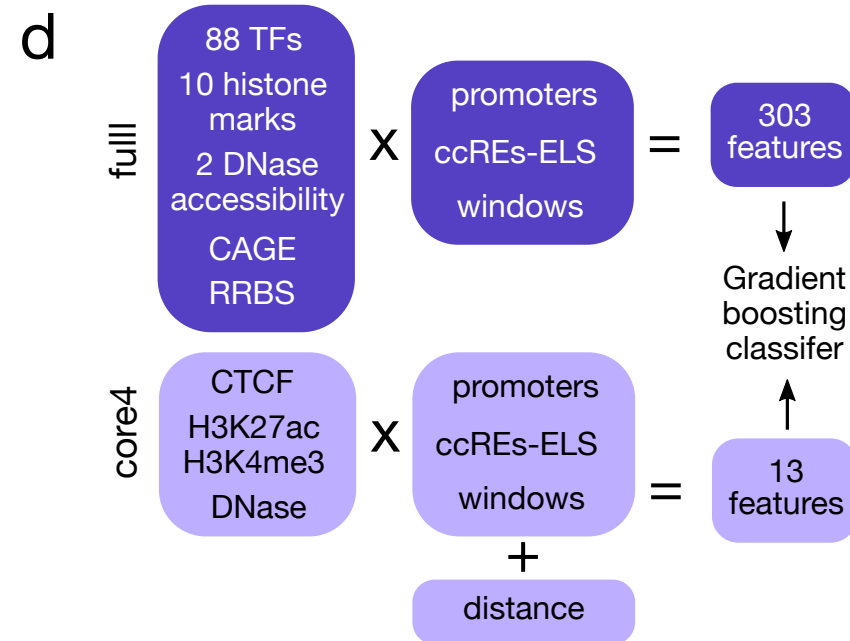 d
fulll
88 TFs
10 histone
marks
2 DNase
accessibility
CAGE
RRBS
x
promoters
ccREs-ELS
windows
=
303
features
Gradient
boosting
classifer
core4
CTCF
H3K27ac
H3K4me3
DNase
x
promoters
ccREs-ELS
windows
+
distance
=
13
features